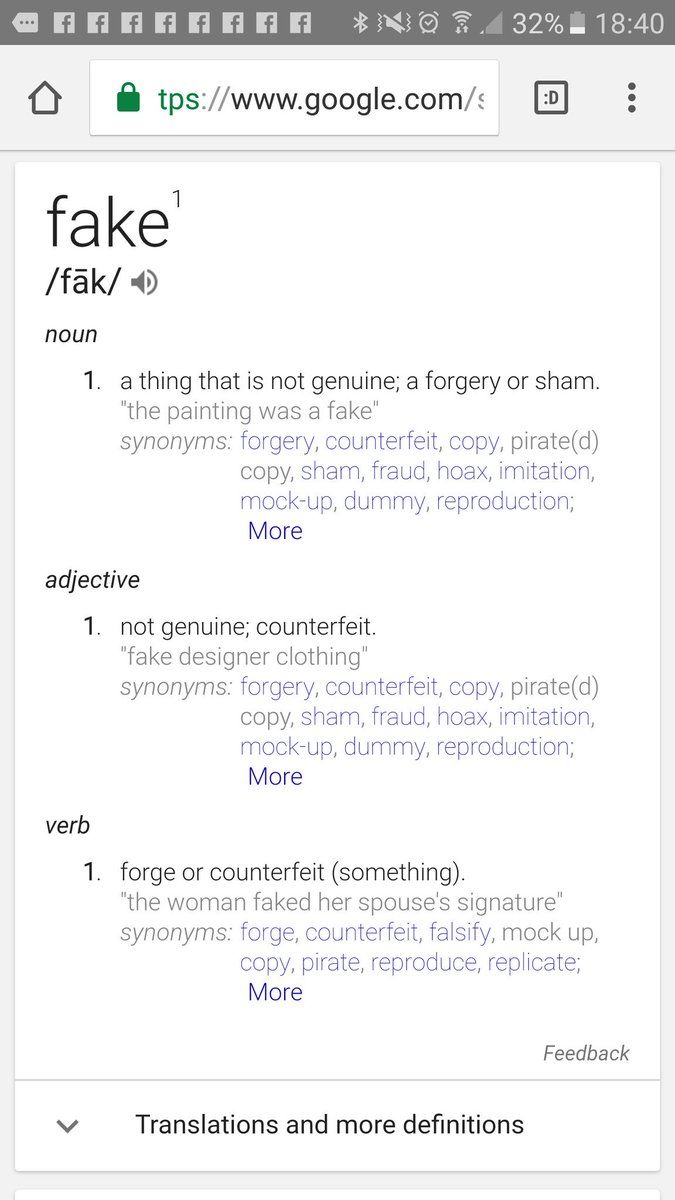 32% 18:40
tps://www.google.com/s
:D
fake1
/fāk/
noun
1. a thing that is not genuine; a forgery or sham.
"the painting was a fake"
synonyms: forgery, counterfeit, copy, pirate(d)
copy, sham, fraud, hoax, imitation,
mock-up, dummy, reproduction;
More
adjective
1. not genuine; counterfeit.
"fake designer clothing"
synonyms: forgery, counterfeit, copy, pirate(d)
copy, sham, fraud, hoax, imitation,
mock-up, dummy, reproduction;
More
verb
1. forge or counterfeit (something).
"the woman faked her spouse's signature"
synonyms: forge, counterfeit, falsify, mock up,
copy, pirate, reproduce, replicate;
More
Feedback
Translations and more definitions